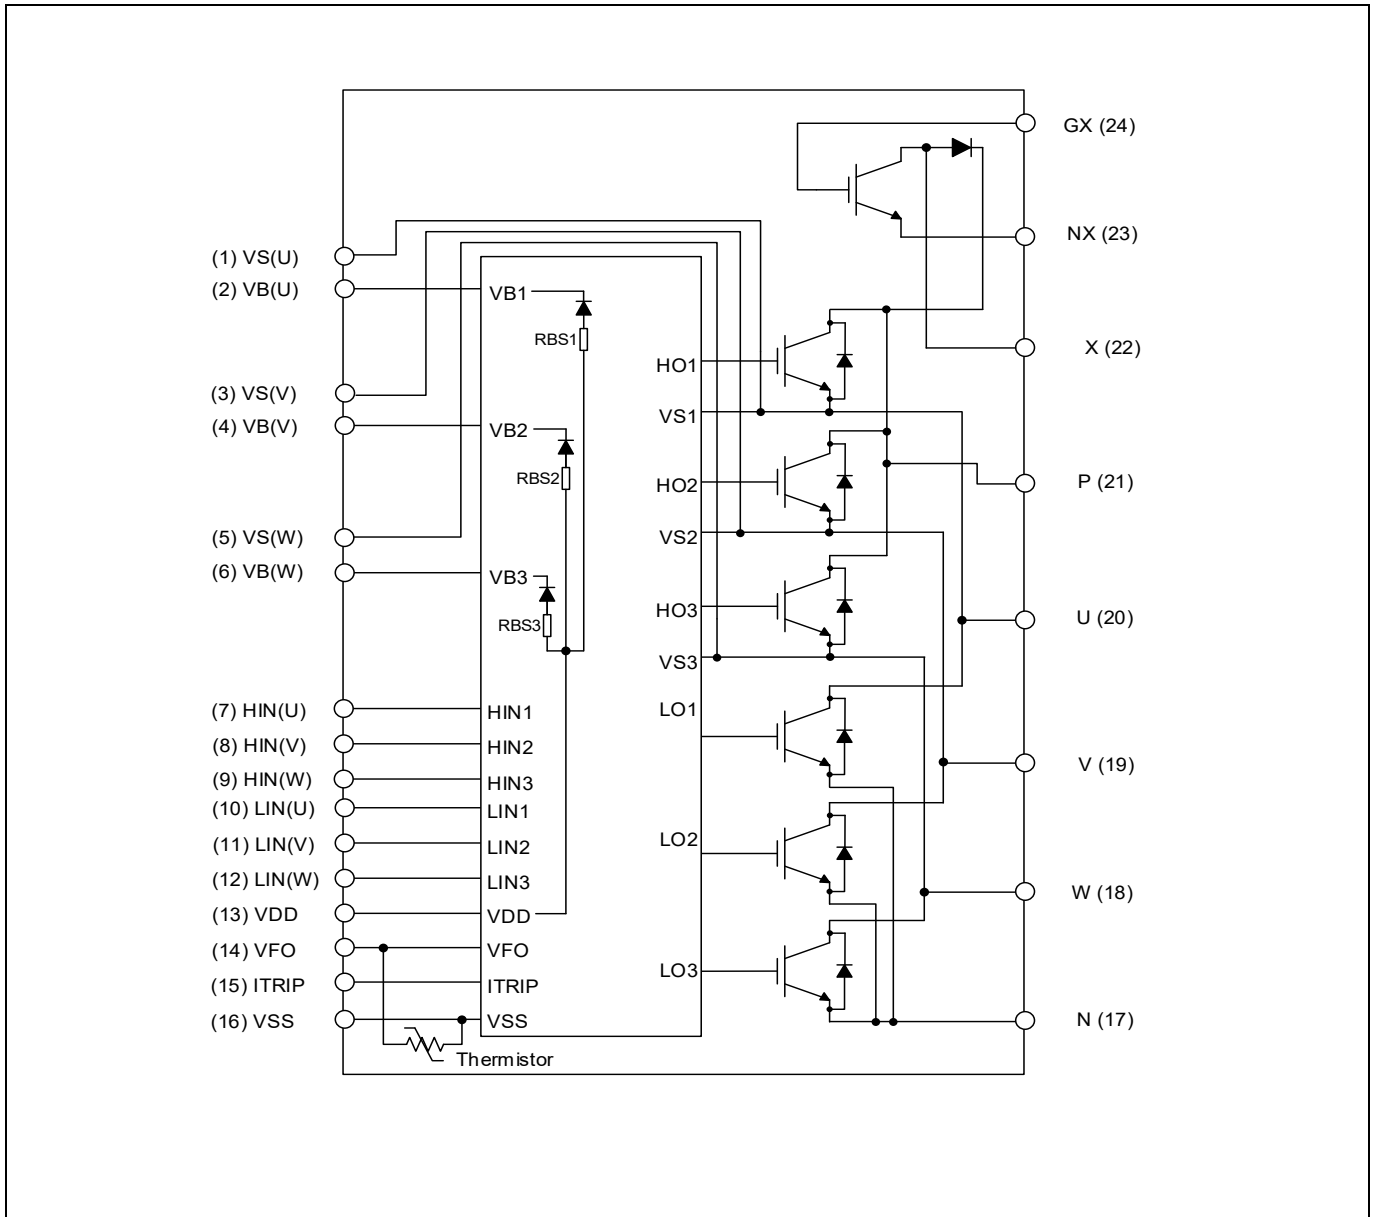 GX (24)
NX (23)
(1) VS(U)
(2) VB(U)
VB1
RBS1
X (22)
HO1
(3) VS(V)
VS1
(4) VB(V)
VB2
RBS2
HO2
P (21)
(5) VS(W)
VS2
(6) VB(W)
VB3
RBS3
HO3
U (20)
VS3
(7) HIN(U)
HIN1
LO1
(8) HIN(V)
HIN2
V (19)
(9) HIN(W)
HIN3
(10) LIN(U)
LIN1
(11) LIN(V)
LIN2
LO2
(12) LIN(W)
LIN3
W (18)
(13) VDD
VDD
(14) VFO
VFO
LO3
(15) ITRIP
ITRIP
(16) VSS
VSS
N (17)
Thermistor